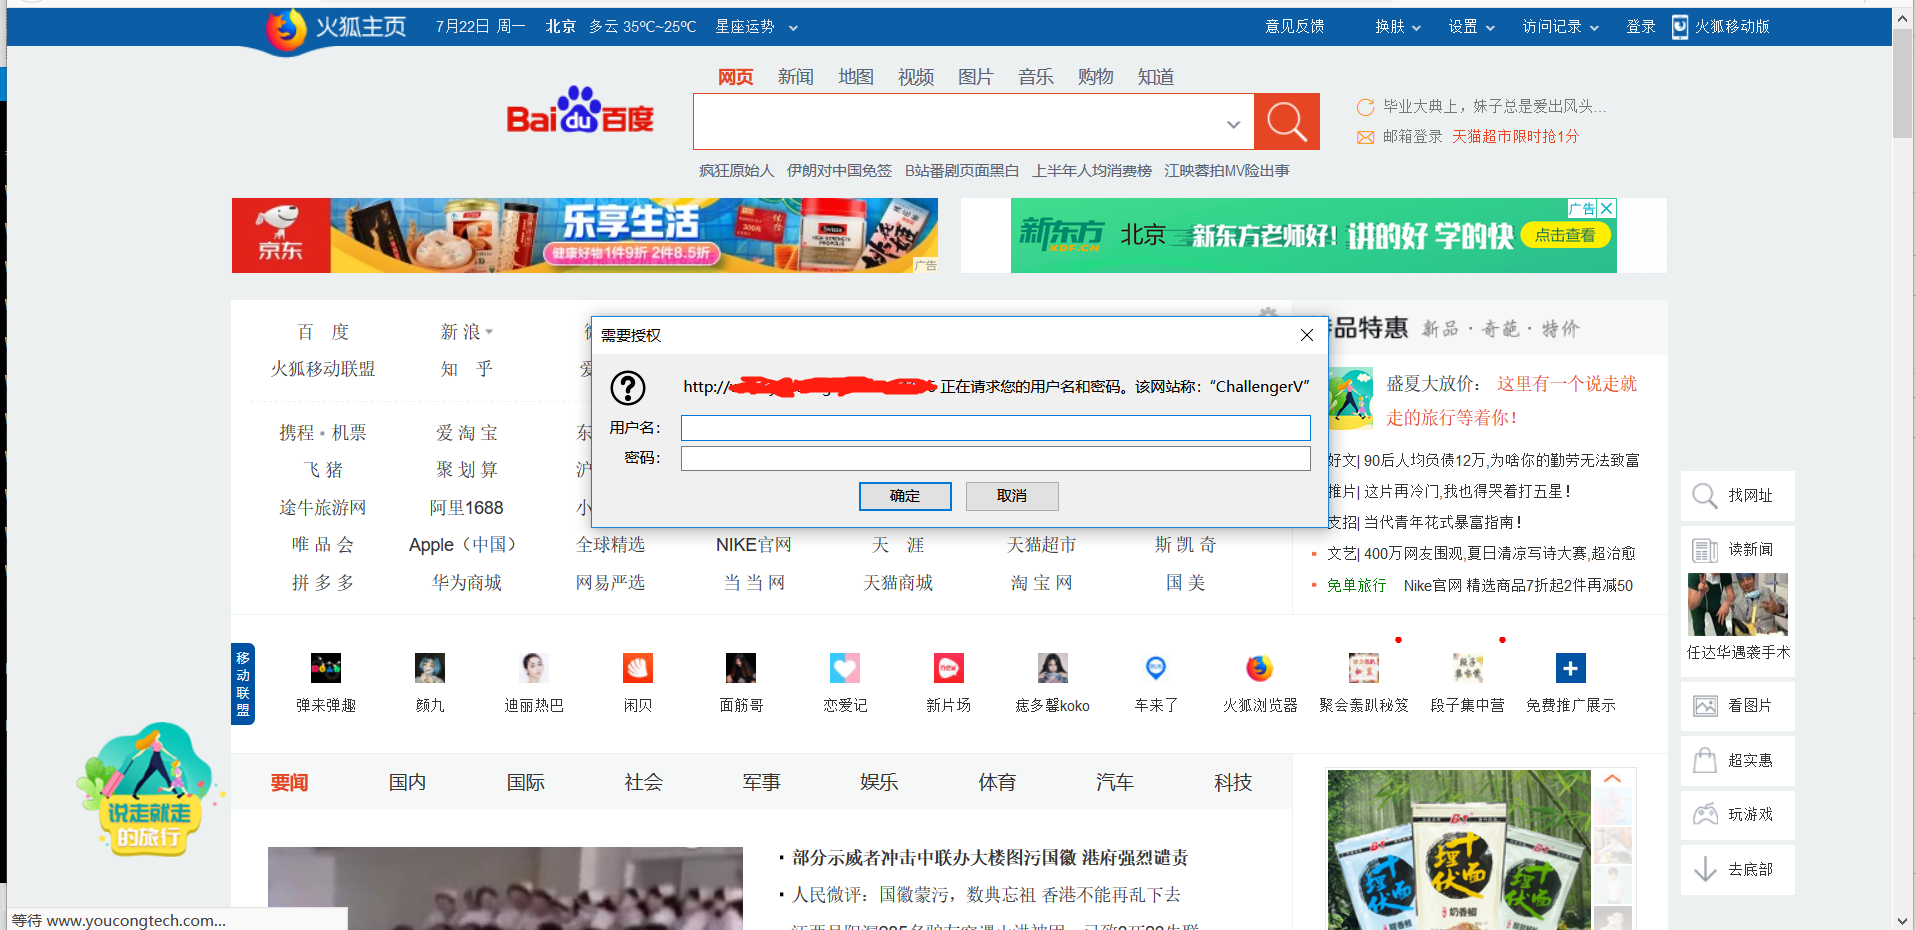 火狐主页 7月22日 周一 北京 多云 35℃~25℃ 星座运势 意见反馈 换肤 设置 访问记录 登录 火狐移动版
网页 新闻 地图 视频 图片 音乐 购物 知道
Bai du 百度
毕业大典上，妹子总是爱出风头...
邮箱登录 天猫超市限时抢1分
疯狂原始人 伊朗对中国免签 B站番剧页面黑白 上半年人均消费榜 江映蓉拍MV险出事
京东 乐享生活
健康好物1件9折 2件8.5折
广告
新东方 XDF.CN 北京 新东方老师好! 讲的好 学的快 点击查看
广告
百 度 新 浪
火狐移动联盟 知 乎
品特惠 新品·奇葩·特价
需要授权
http:// 正在请求您的用户名和密码。该网站称：“ChallengerV”
用户名：
密码：
确定 取消
盛夏大放价： 这里有一个说走就
走的旅行等着你！
携程 机票 爱 淘 宝 东
飞 猪 聚 划 算 沪
途牛旅游网 阿里1688 小
唯 品 会 Apple（中国） 全球精选 NIKE官网 天 涯 天猫超市 斯 凯 奇
拼 多 多 华为商城 网易严选 当 当 网 天猫商城 淘 宝 网 国 美
好文| 90后人均负债12万,为啥你的勤劳无法致富
推片| 这片再冷门,我也得哭着打五星！
支招| 当代青年花式暴富指南！
文艺| 400万网友围观,夏日清凉写诗大赛,超治愈
免单旅行 Nike官网 精选商品7折起2件再减50
找网址
读新闻
任达华遇袭手术
看图片
超实惠
玩游戏
去底部
移动联盟
弹来弹趣 颜九 迪丽热巴 闲贝 面筋哥 恋爱记 新片场 痣多馨koko 车来了 火狐浏览器 聚会轰趴秘笈 段子集中营 免费推广展示
new
说走就走
的旅行
要闻 国内 国际 社会 军事 娱乐 体育 汽车 科技
部分示威者冲击中联办大楼图污国徽 港府强烈谴责
人民微评：国徽蒙污，数典忘祖 香港不能再乱下去
奶香鲫
等待 www.youcongtech.com...